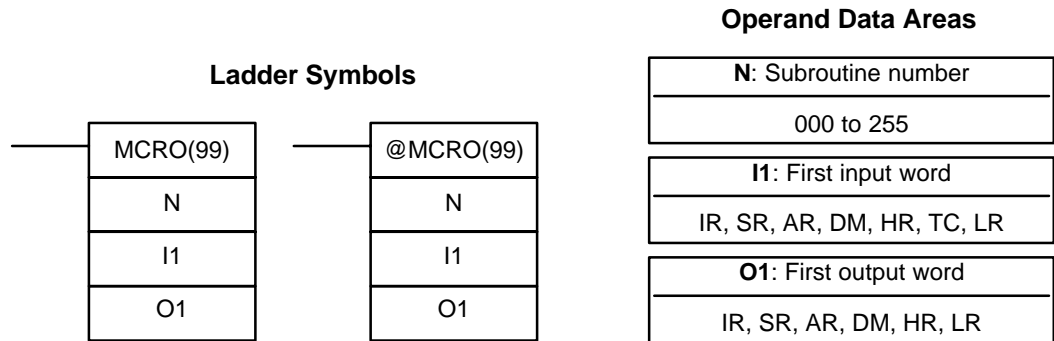 Ladder Symbols
MCRO(99)
N
I1
O1
@MCRO(99)
N
I1
O1
Operand Data Areas
N: Subroutine number
000 to 255
I1: First input word
IR, SR, AR, DM, HR, TC, LR
O1: First output word
IR, SR, AR, DM, HR, LR